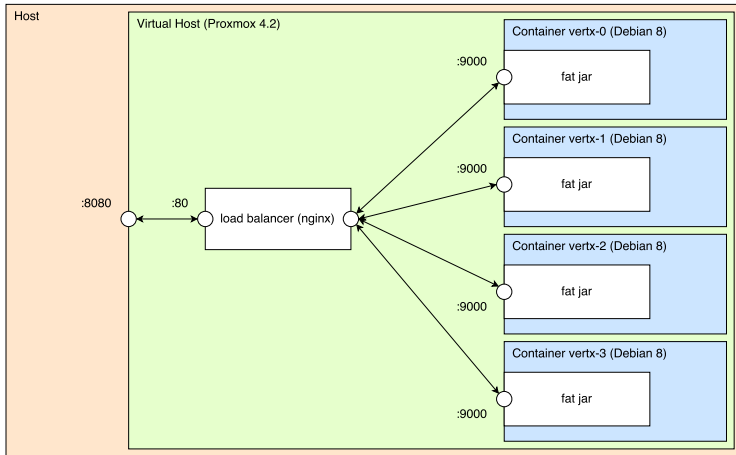 Host
Virtual Host (Proxmox 4.2)
Container vertx-0 (Debian 8)
:9000
fat jar
Container vertx-1 (Debian 8)
:9000
fat jar
:8080
:80
load balancer (nginx)
Container vertx-2 (Debian 8)
fat jar
:9000
Container vertx-3 (Debian 8)
fat jar
:9000